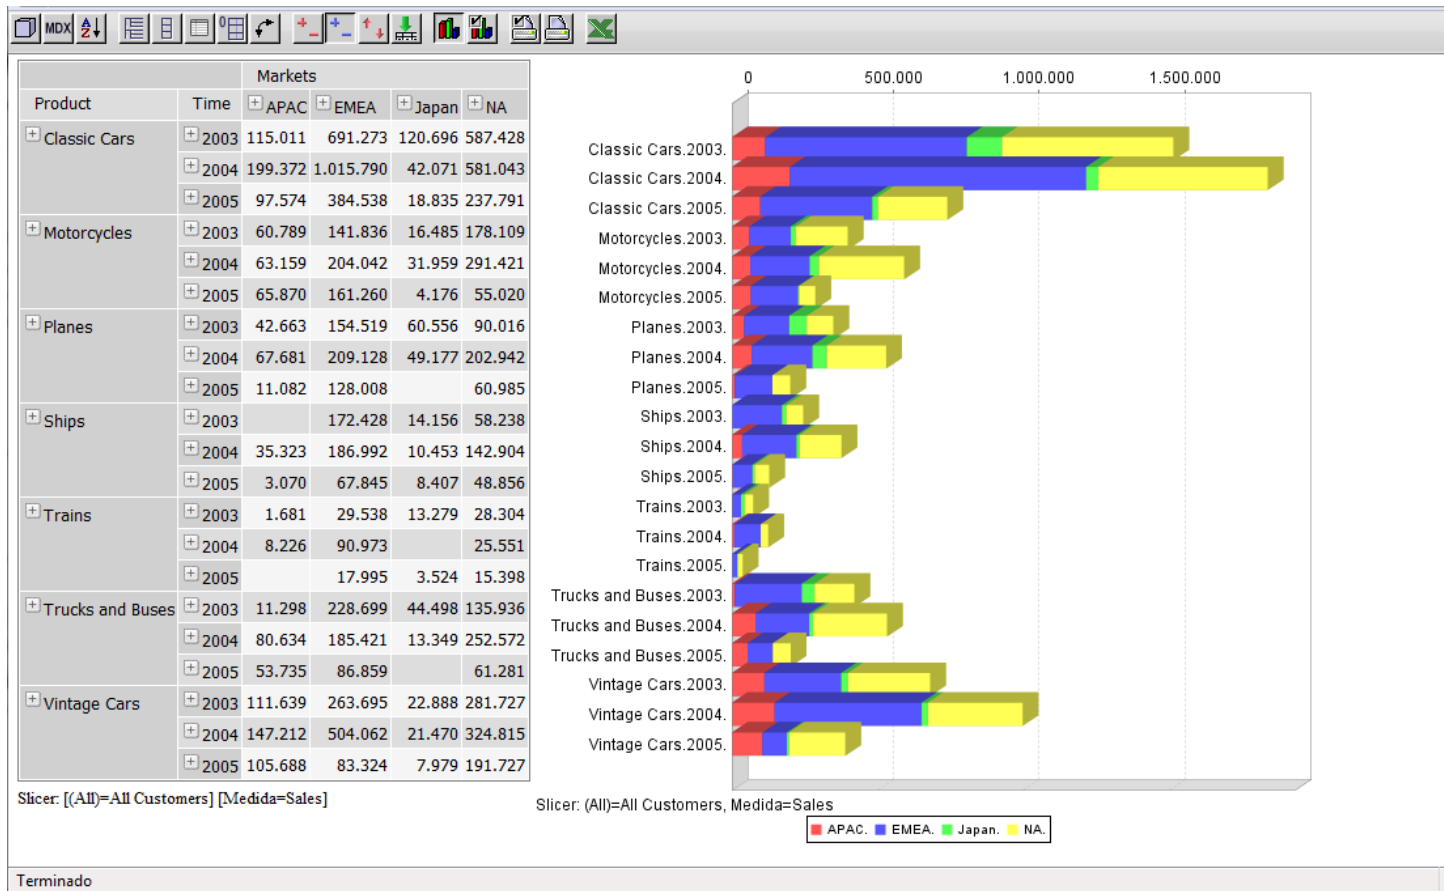 MDX A Z
Markets
Product Time APAC EMEA Japan NA
Classic Cars 2003 115.011 691.273 120.696 587.428
2004 199.372 1.015.790 42.071 581.043
2005 97.574 384.538 18.835 237.791
Motorcycles 2003 60.789 141.836 16.485 178.109
2004 63.159 204.042 31.959 291.421
2005 65.870 161.260 4.176 55.020
Planes 2003 42.663 154.519 60.556 90.016
2004 67.681 209.128 49.177 202.942
2005 11.082 128.008 60.985
Ships 2003 172.428 14.156 58.238
2004 35.323 186.992 10.453 142.904
2005 3.070 67.845 8.407 48.856
Trains 2003 1.681 29.538 13.279 28.304
2004 8.226 90.973 25.551
2005 17.995 3.524 15.398
Trucks and Buses 2003 11.298 228.699 44.498 135.936
2004 80.634 185.421 13.349 252.572
2005 53.735 86.859 61.281
Vintage Cars 2003 111.639 263.695 22.888 281.727
2004 147.212 504.062 21.470 324.815
2005 105.688 83.324 7.979 191.727
Slicer: [(All)=All Customers] [Medida=Sales]
0 500.000 1.000.000 1.500.000
Classic Cars.2003.
Classic Cars.2004.
Classic Cars.2005.
Motorcycles.2003.
Motorcycles.2004.
Motorcycles.2005.
Planes.2003.
Planes.2004.
Planes.2005.
Ships.2003.
Ships.2004.
Ships.2005.
Trains.2003.
Trains.2004.
Trains.2005.
Trucks and Buses.2003.
Trucks and Buses.2004.
Trucks and Buses.2005.
Vintage Cars.2003.
Vintage Cars.2004.
Vintage Cars.2005.
Slicer: (All)=All Customers, Medida=Sales
APAC. EMEA. Japan. NA.
Terminado